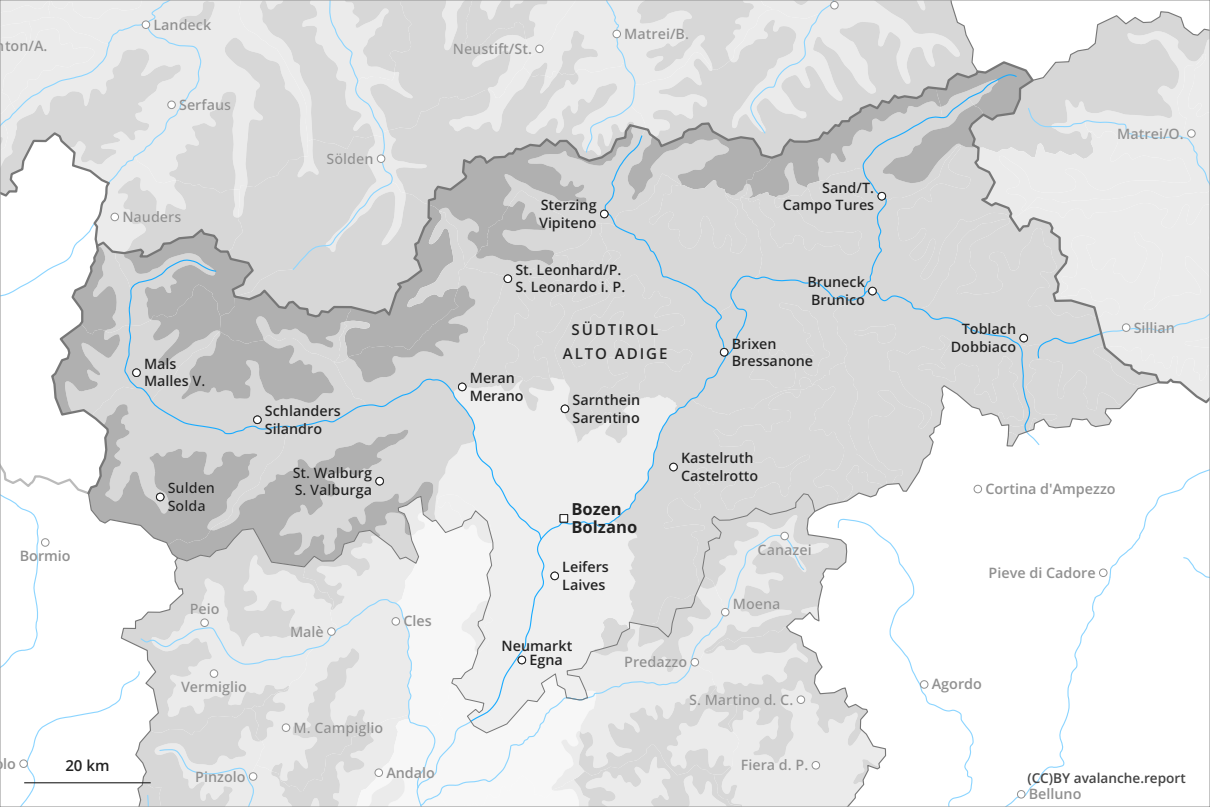 Landeck
nton/A.
Neustift/St.
Matrei/B.
Serfaus
Matrei/O.
Sölden
Sand/T.
Campo Tures
Sterzing
Vipiteno
Nauders
St. Leonhard/P.
S. Leonardo i. P.
Bruneck
Brunico
SÜDTIROL
ALTO ADIGE
Toblach
Dobbiaco
Sillian
Brixen
Bressanone
Mals
Malles V.
Meran
Merano
Sarnthein
Sarentino
Schlanders
Silandro
Kastelruth
Castelrotto
St. Walburg
S. Valburga
Sulden
Solda
Cortina d'Ampezzo
Bozen
Bolzano
Bormio
Canazei
Leifers
Laives
Pieve di Cadore
Peio
Moena
Malè
Cles
Neumarkt
Egna
Predazzo
Vermiglio
Agordo
S. Martino d. C.
M. Campiglio
olo
20 km
Pinzolo
Andalo
Fiera d. P.
(CC)BY avalanche.report
Belluno